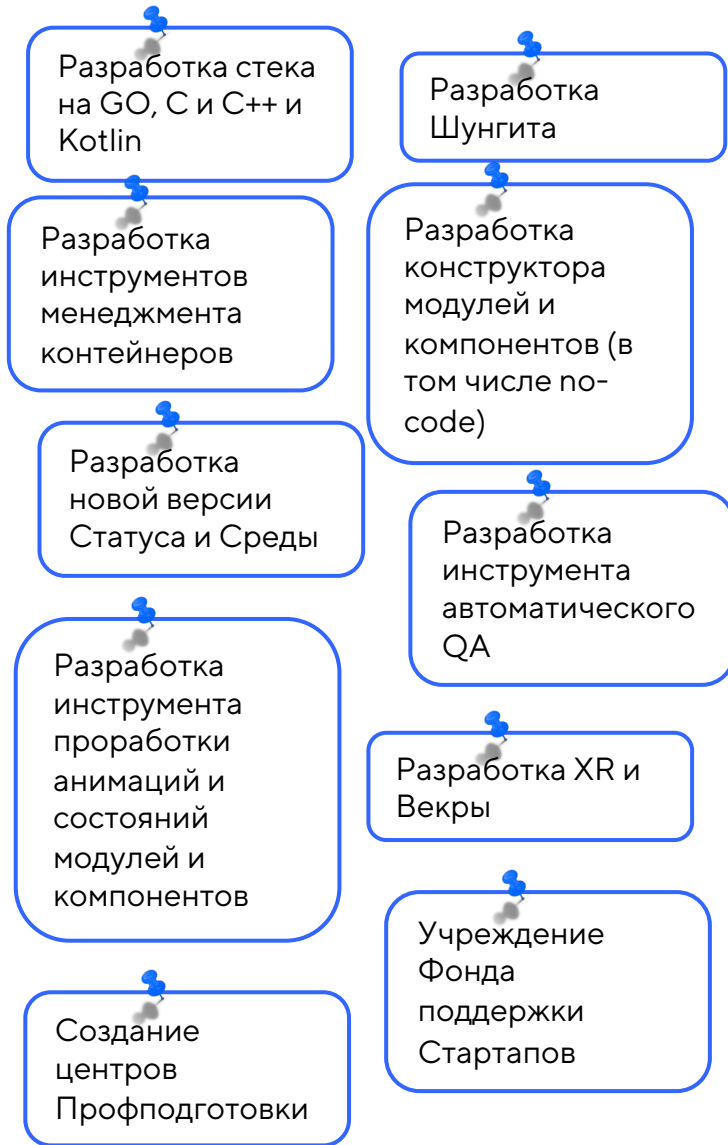 Разработка стека
на GO, C и C++ и
Kotlin
Разработка
Шунгита
Разработка
инструментов
менеджмента
контейнеров
Разработка
конструктора
модулей и
компонентов (в
том числе no-
code)
Разработка
новой версии
Статуса и Среды
Разработка
инструмента
автоматического
QA
Разработка
инструмента
проработки
анимаций и
состояний
модулей и
компонентов
Разработка XR и
Векры
Учреждение
Фонда
поддержки
Стартапов
Создание
центров
Профподготовки